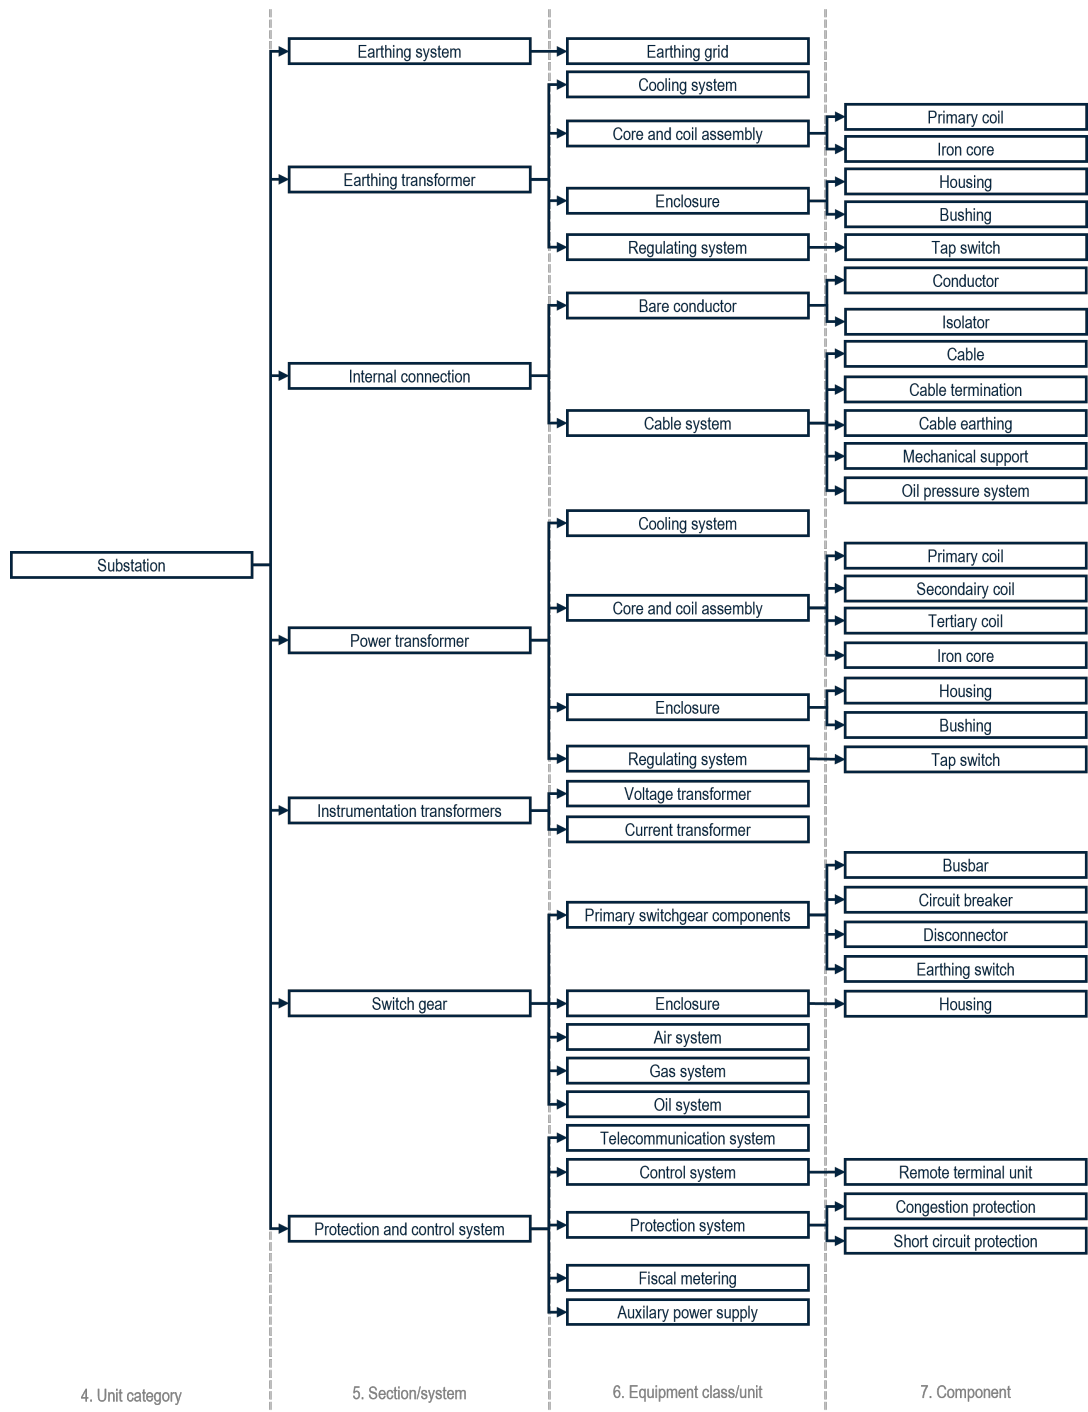 Earthing system
Earthing grid
Cooling system
Primary coil
Core and coil assembly
Iron core
Earthing transformer
Housing
Enclosure
Bushing
Regulating system
Tap switch
Conductor
Bare conductor
Isolator
Cable
Internal connection
Cable termination
Cable system
Cable earthing
Mechanical support
Oil pressure system
Cooling system
Substation
Primary coil
Secondairy coil
Core and coil assembly
Tertiary coil
Power transformer
Iron core
Housing
Enclosure
Bushing
Regulating system
Tap switch
Voltage transformer
Instrumentation transformers
Current transformer
Busbar
Circuit breaker
Primary switchgear components
Disconnector
Earthing switch
Switch gear
Enclosure
Housing
Air system
Gas system
Oil system
Telecommunication system
Control system
Remote terminal unit
Congestion protection
Protection and control system
Protection system
Short circuit protection
Fiscal metering
Auxilary power supply
4. Unit category
5. Section/system
6. Equipment class/unit
7. Component